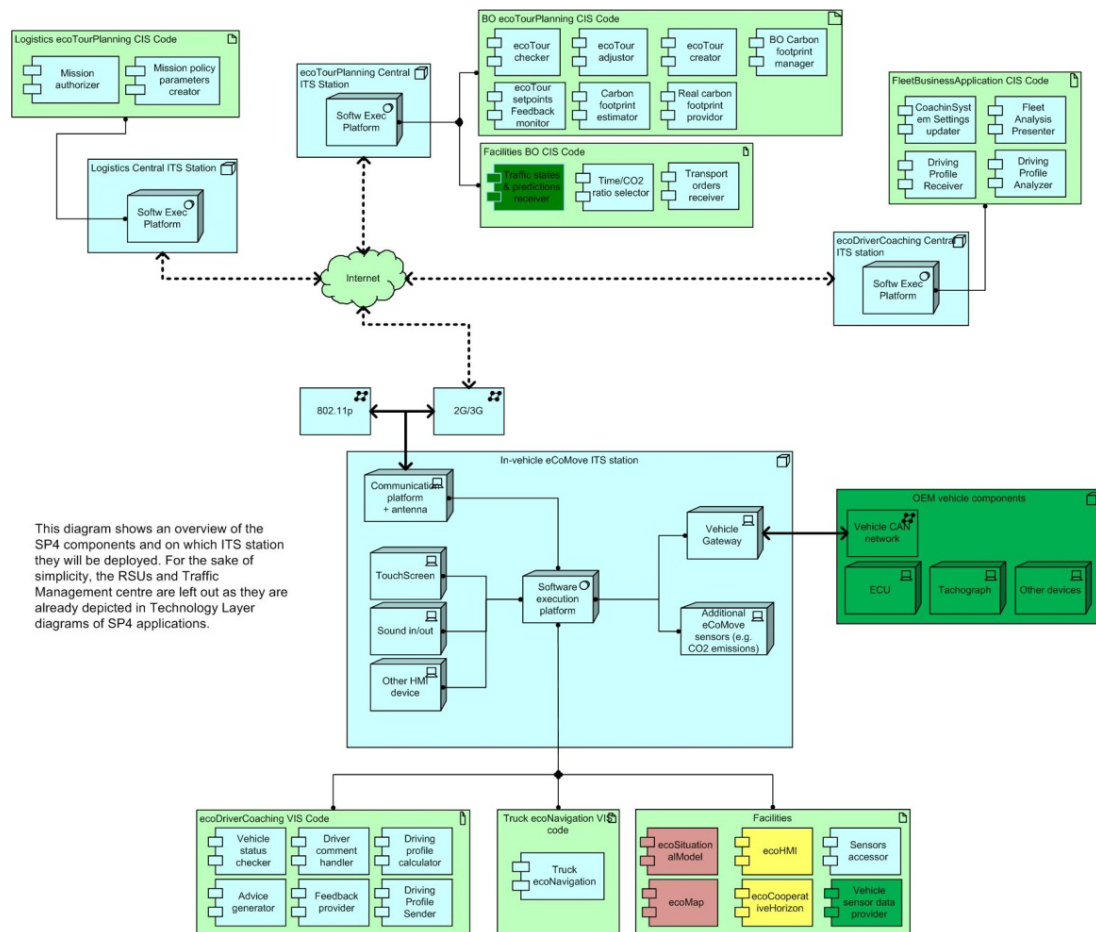 Logistics ecoTourPlanning CIS Code
Mission
authorizer
Mission policy
parameters
creator
ecoTourPlanning Central
ITS Station
Softw Exec
Platform
BO ecoTourPlanning CIS Code
ecoTour
checker
ecoTour
adjustor
ecoTour
creator
BO Carbon
footprint
manager
ecoTour
setpoints
Feedback
monitor
Carbon
footprint
estimator
Real carbon
footprint
providor
FleetBusinessApplication CIS Code
CoachinSyst
em Settings
updater
Fleet
Analysis
Presenter
Driving
Profile
Receiver
Driving
Profile
Analyzer
Facilities BO CIS Code
Traffic states
& predictions
receiver
Time/CO2
ratio selector
Transport
orders
receiver
Logistics Central ITS Station
Softw Exec
Platform
ecoDriverCoaching Central
ITS station
Softw Exec
Platform
Internet
802.11p
2G/3G
In-vehicle eCoMove ITS station
Communication
platform
+ antenna
TouchScreen
Sound in/out
Other HMI
device
Software
execution
platform
Vehicle
Gateway
Additional
eCoMove
sensors (e.g.
CO2 emissions)
OEM vehicle components
Vehicle CAN
network
ECU
Tachograph
Other devices
This diagram shows an overview of the
SP4 components and on which ITS station
they will be deployed. For the sake of
simplicity, the RSUs and Traffic
Management centre are left out as they are
already depicted in Technology Layer
diagrams of SP4 applications.
ecoDriverCoaching VIS Code
Vehicle
status
checker
Driver
comment
handler
Driving
profile
calculator
Advice
generator
Feedback
provider
Driving
Profile
Sender
Truck ecoNavigation VIS
code
Truck
ecoNavigation
Facilities
ecoSituation
alModel
ecoHMI
Sensors
accessor
ecoMap
ecoCooperat
iveHorizon
Vehicle
sensor data
provider